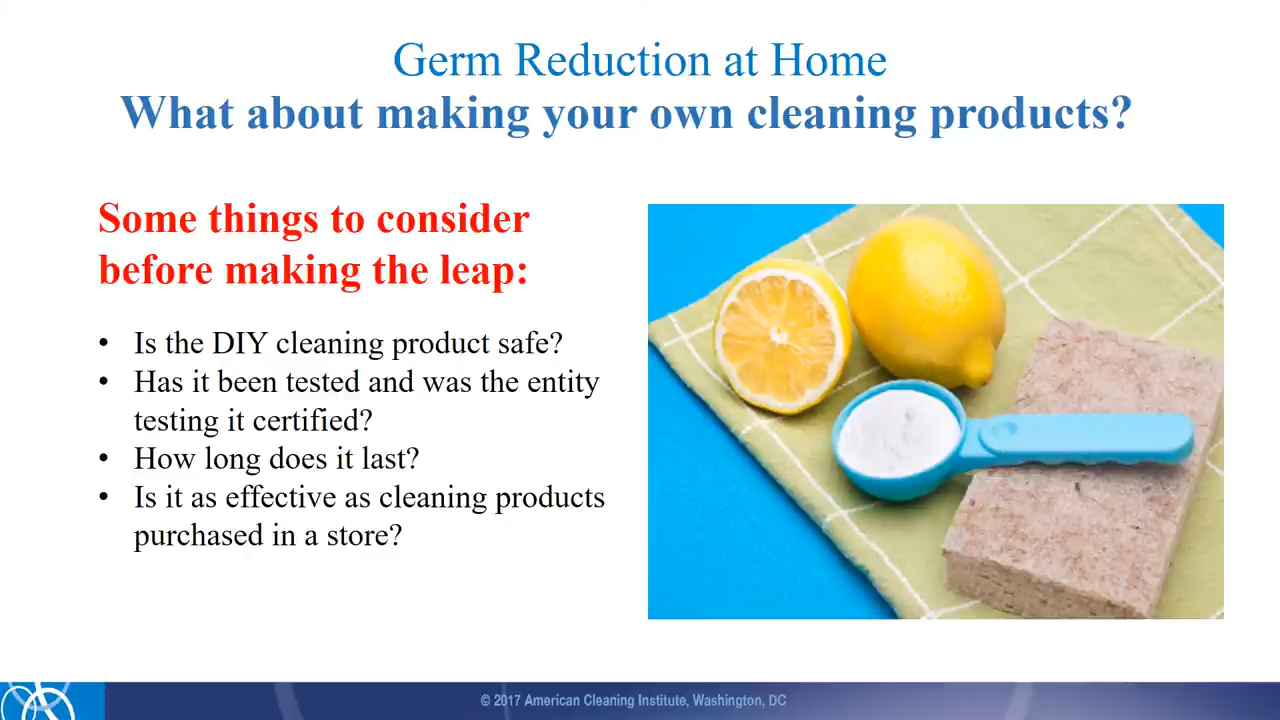 Germ Reduction at Home
What about making your own cleaning products?
Some things to consider
before making the leap:
• Is the DIY cleaning product safe?
• Has it been tested and was the entity
testing it certified?
• How long does it last?
• Is it as effective as cleaning products
purchased in a store?
© 2017 American Cleaning Institute, Washington, DC